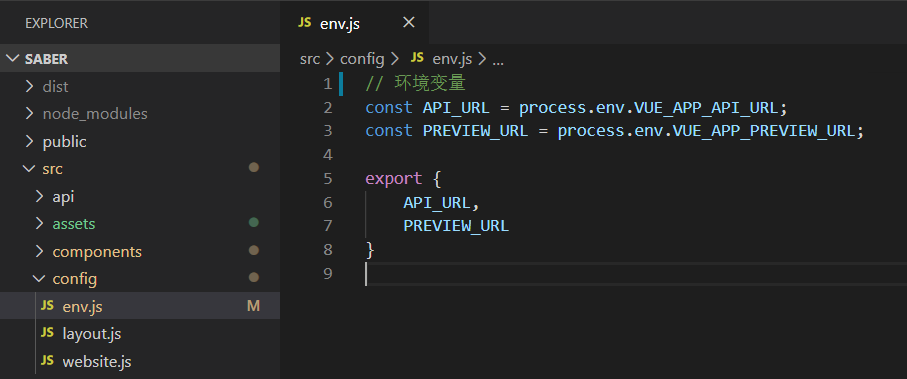 EXPLORER
SABER
dist
node_modules
public
src
api
assets
components
config
JS env.js M
JS layout.js
JS website.js
JS env.js ×
src > config > JS env.js > ...
1 // 环境变量
2 const API_URL = process.env.VUE_APP_API_URL;
3 const PREVIEW_URL = process.env.VUE_APP_PREVIEW_URL;
4
5 export {
6 API_URL,
7 PREVIEW_URL
8 }
9